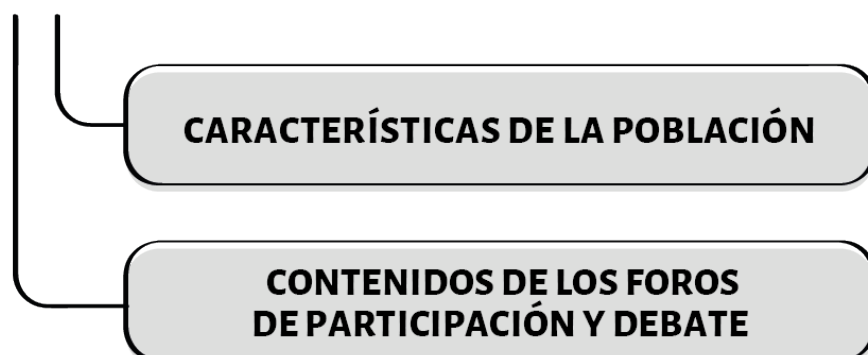 CARACTERÍSTICAS DE LA POBLACIÓN
CONTENIDOS DE LOS FOROS
DE PARTICIPACIÓN Y DEBATE